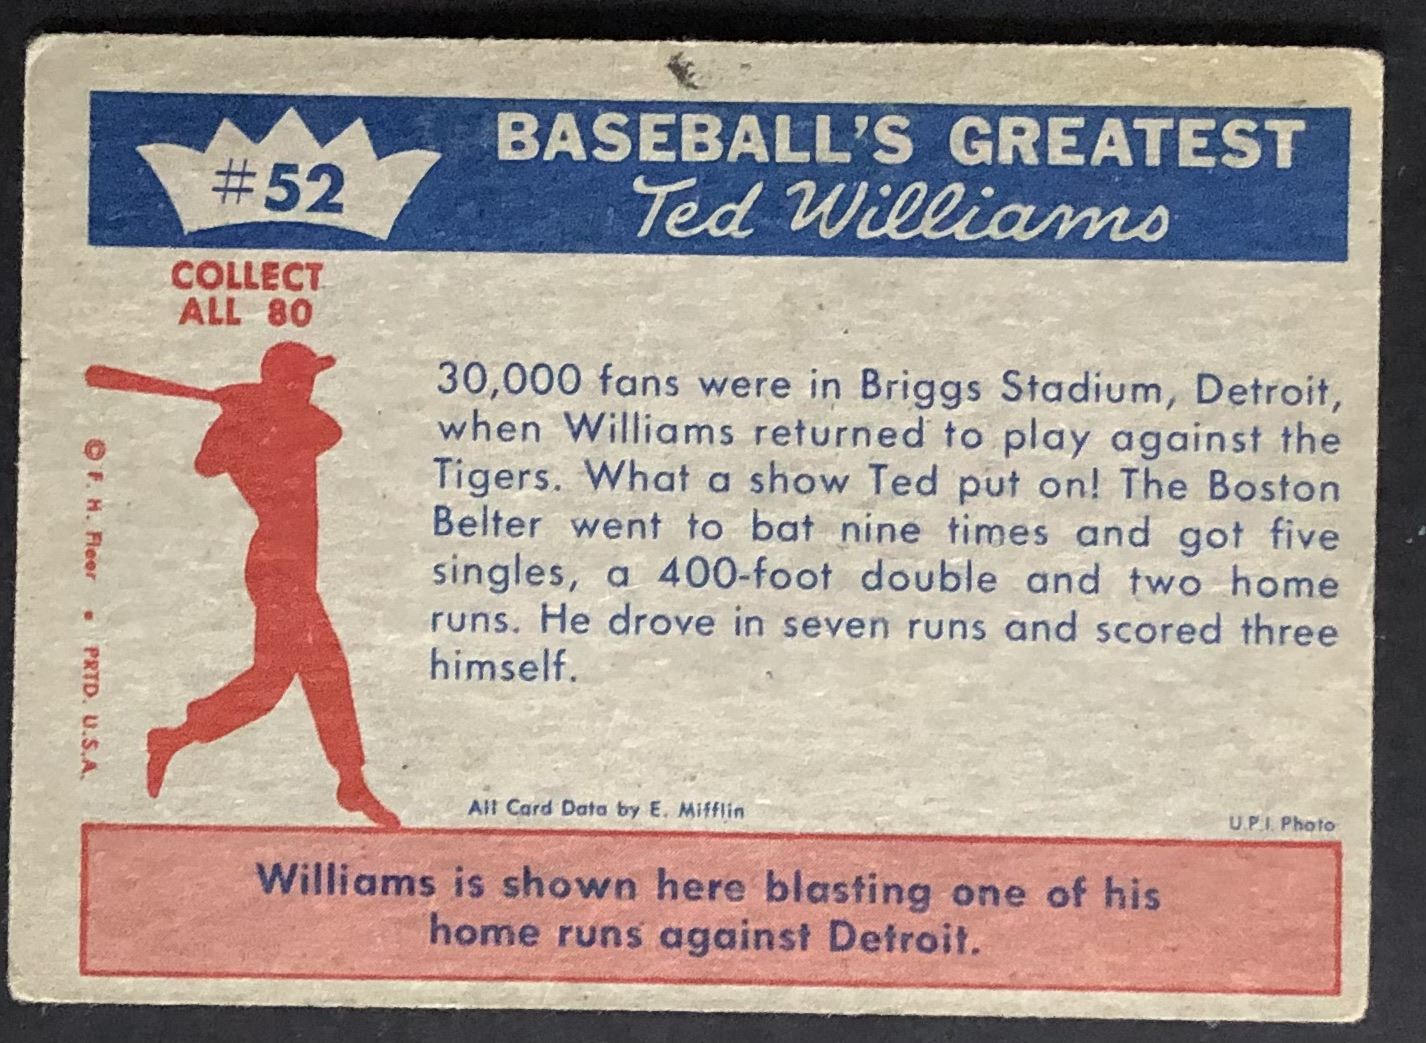 #52
BASEBALL'S GREATEST
Ted Williams
COLLECT
ALL 80
30,000 fans were in Briggs Stadium, Detroit,
when Williams returned to play against the
Tigers. What a show Ted put on! The Boston
Belter went to bat nine times and got five
singles, a 400-foot double and two home
runs. He drove in seven runs and scored three
himself.
© F. H. Fleer • PRTD. U.S.A.
All Card Data by E. Mifflin
U.P.I. Photo
Williams is shown here blasting one of his
home runs against Detroit.